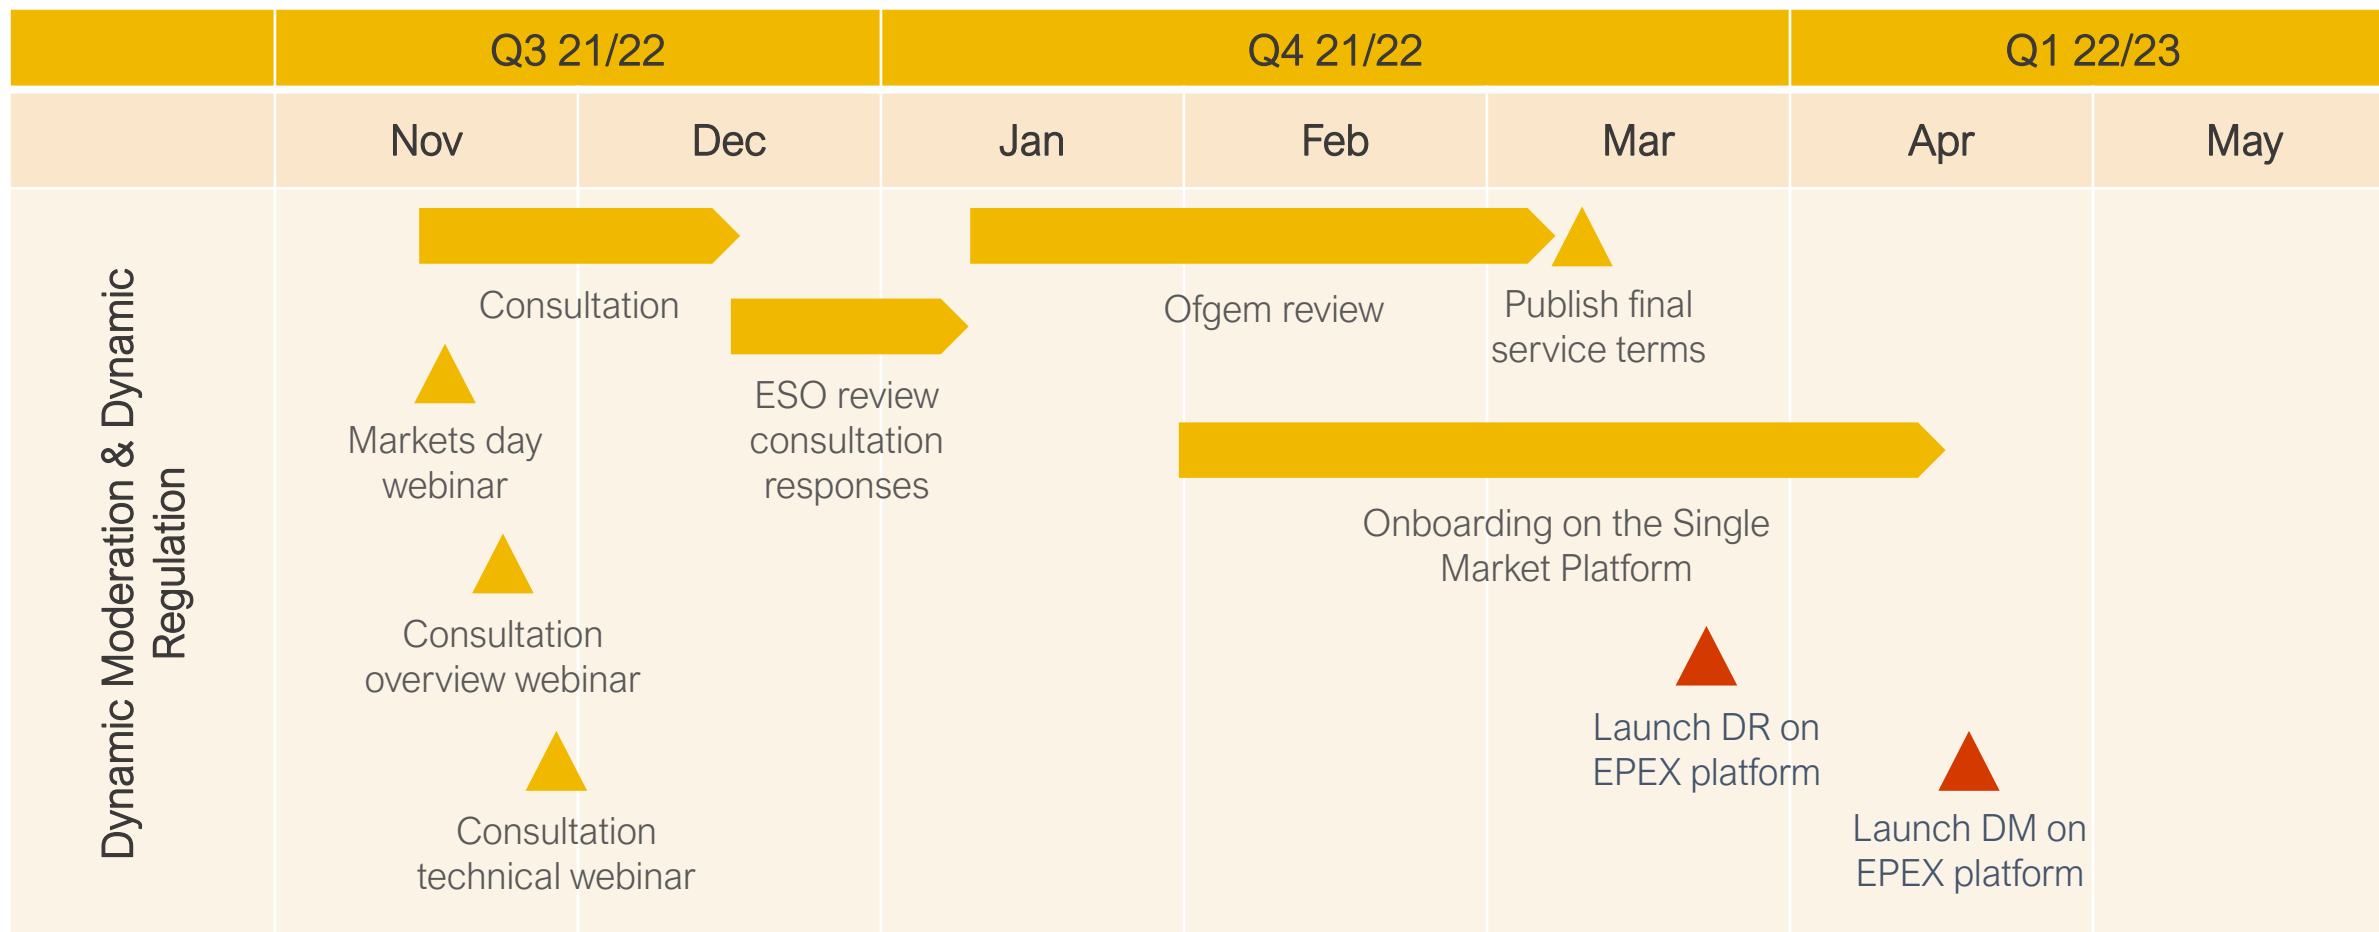 Q3 21/22
Q4 21/22
Q1 22/23
Nov
Dec
Jan
Feb
Mar
Apr
May
Dynamic Moderation & Dynamic
Regulation
Consultation
Markets day
webinar
Consultation
overview webinar
Consultation
technical webinar
ESO review
consultation
responses
Ofgem review
Publish final
service terms
Onboarding on the Single
Market Platform
Launch DR on
EPEX platform
Launch DM on
EPEX platform